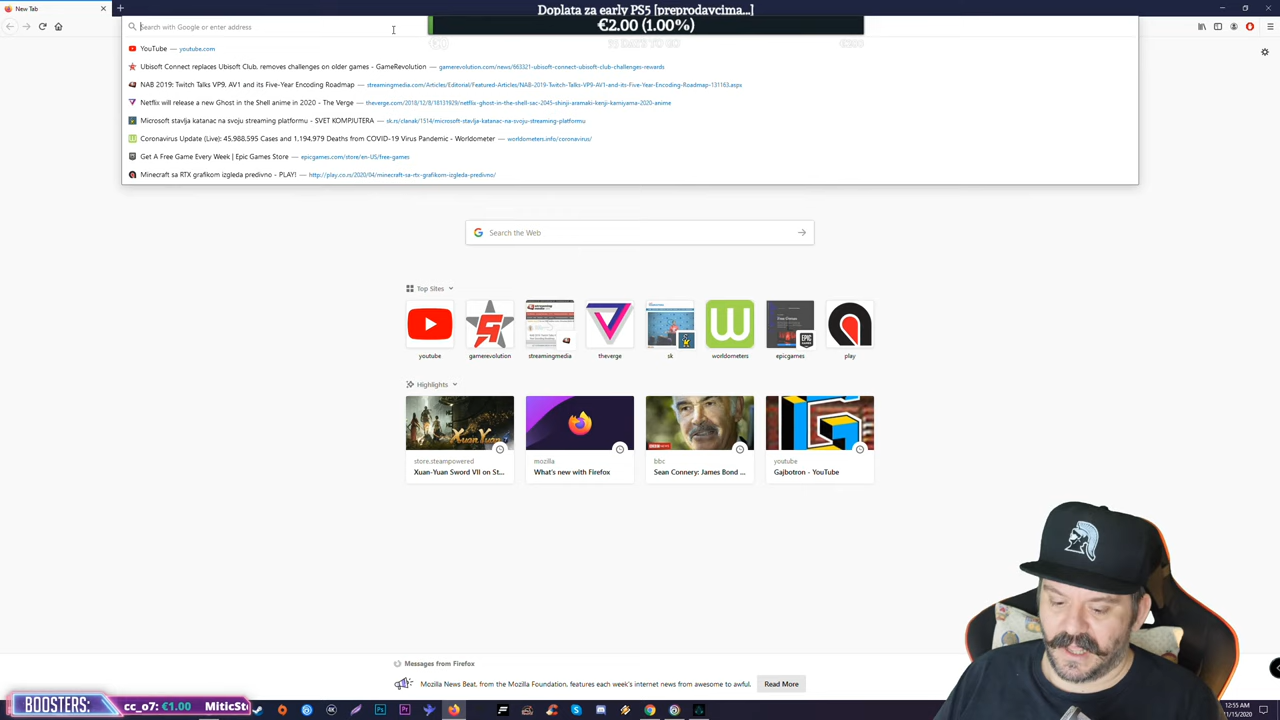 New Tab
Doplata za early PS5 [preprodavcima...]
Search with Google or enter address
€2.00 (1.00%)
YouTube — youtube.com
Ubisoft Connect replaces Ubisoft Club, removes challenges on older games - GameRevolution — gamerevolution.com/news/663321-ubisoft-connect-ubisoft-club-challenges-rewards
NAB 2019: Twitch Talks VP9, AV1 and its Five-Year Encoding Roadmap — streamingmedia.com/Articles/Editorial/Featured-Articles/NAB-2019-Twitch-Talks-VP9-AV1-and-its-Five-Year-Encoding-Roadmap-131163.aspx
Netflix will release a new Ghost in the Shell anime in 2020 - The Verge — theverge.com/2018/12/8/18131929/netflix-ghost-in-the-shell-sac-2045-shinji-aramaki-kenji-kamiyama-2020-anime
Microsoft stavlja katanac na svoju streaming platformu - SVET KOMPJUTERA — sk.rs/clanak/1514/microsoft-stavlja-katanac-na-svoju-streaming-platformu
Coronavirus Update (Live): 45,988,595 Cases and 1,194,979 Deaths from COVID-19 Virus Pandemic - Worldometer — worldometers.info/coronavirus/
Get A Free Game Every Week | Epic Games Store — epicgames.com/store/en-US/free-games
Minecraft sa RTX grafikom izgleda predivno - PLAY! — http://play.co.rs/2020/04/minecraft-sa-rtx-grafikom-izgleda-predivno/
Search the Web
Top Sites
youtube
gamerevolution
streamingmedia
theverge
sk
worldometers
epicgames
play
Highlights
store.steampowered
Xuan-Yuan Sword VII on St...
mozilla
What's new with Firefox
bbc
Sean Connery: James Bond ...
youtube
Gajbotron - YouTube
Messages from Firefox
Mozilla News Beat, from the Mozilla Foundation, features each week's internet news from awesome to awful.
Read More
BOOSTERS:
cc_o7: €1.00 MiticSt
12:55 AM
11/15/2020